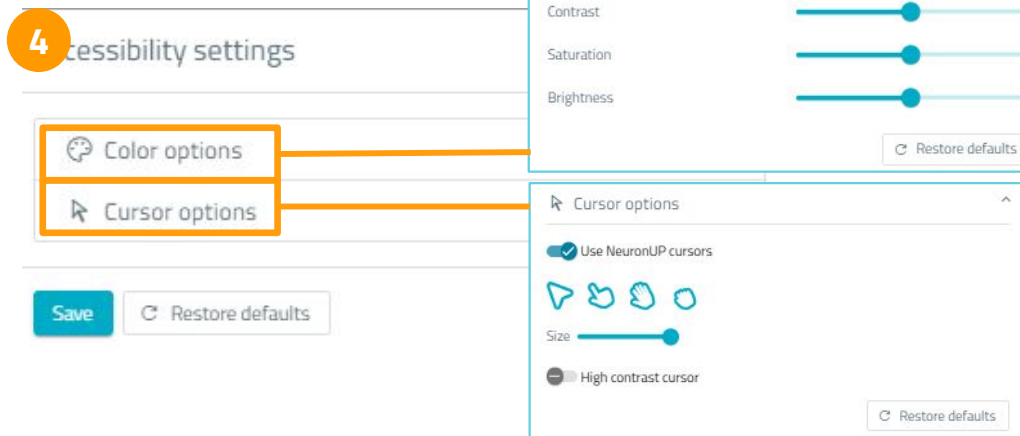 4
cessibility settings
Color options
Cursor options
Save
Restore defaults
Contrast
Saturation
Brightness
Restore defaults
Cursor options
Use NeuronUP cursors
Size
High contrast cursor
Restore defaults